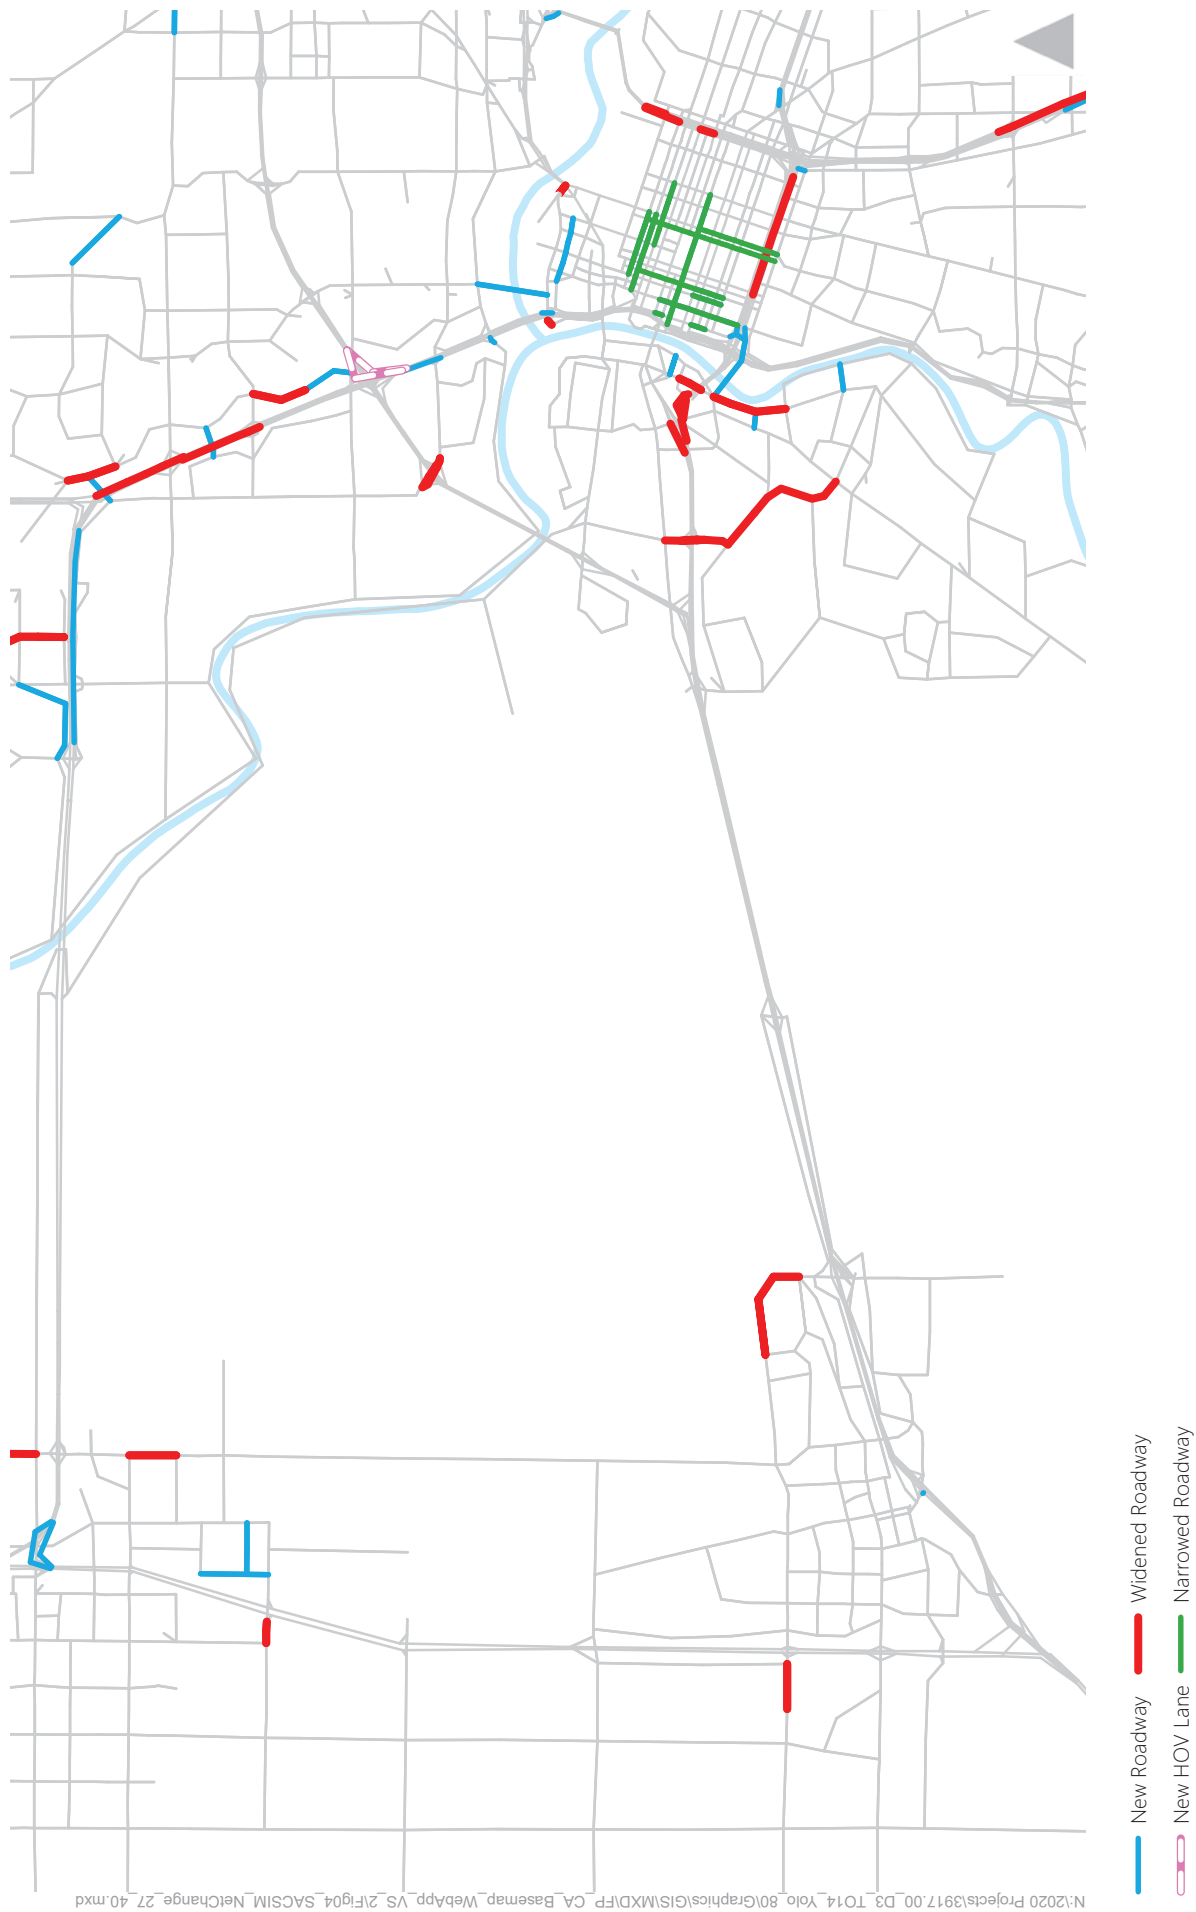 New Roadway
Widened Roadway
New HOV Lane
Narrowed Roadway
N:\2020 Projects\3917.00_D3_TO14_Yolo_80\Graphics\GIS\MXD\FP_CA_Basemap_WebApp_VS_2\Fig04_SACSIM_NetChange_27_40.mxd